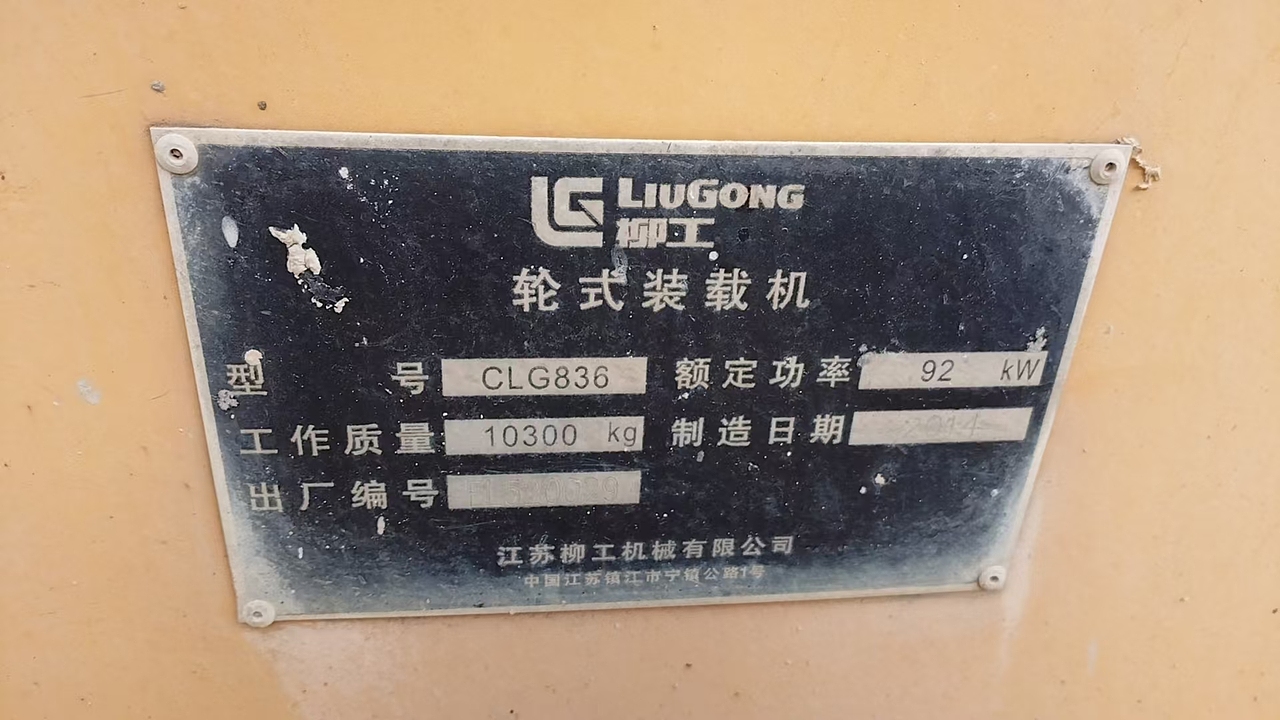 LG LIUGONG
柳工
轮式装载机
型号 CLG836 额定功率 92 kW
工作质量 10300 kg 制造日期 2014
出厂编号
江苏柳工机械有限公司
中国江苏镇江市宁镇公路1号